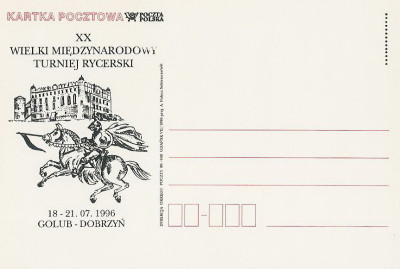 KARTKA POCZTOWA POCZTA POLSKA
XX
WIELKI MIĘDZYNARODOWY
TURNIEJ RYCERSKI
18 - 21. 07. 1996
GOLUB - DOBRZYŃ